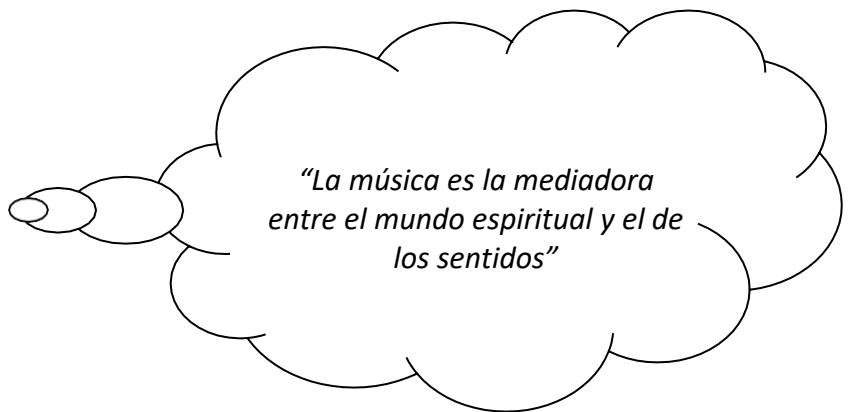 “La música es la mediadora
entre el mundo espiritual y el de
los sentidos”